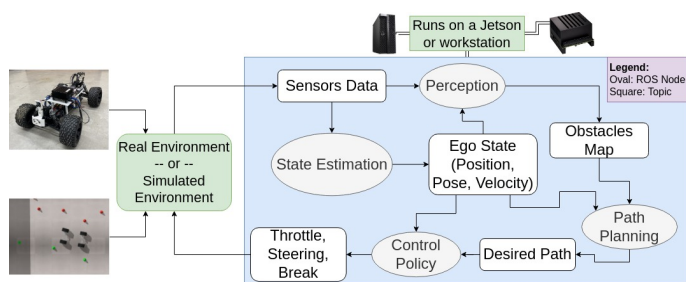 Runs on a Jetson
or workstation
Legend:
Oval: ROS Node
Square: Topic
Sensors Data
Perception
Real Environment
-- or --
Simulated
Environment
State Estimation
Ego State
(Position,
Pose, Velocity)
Obstacles
Map
Path
Planning
Throttle,
Steering,
Break
Control
Policy
Desired Path